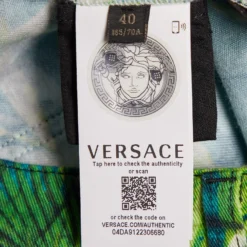 40
165/70A
VERSACE
Tap here to check the authenticity
or scan
or check the code on
VERSACE.COM/AUTHENTIC
04DA9122306680